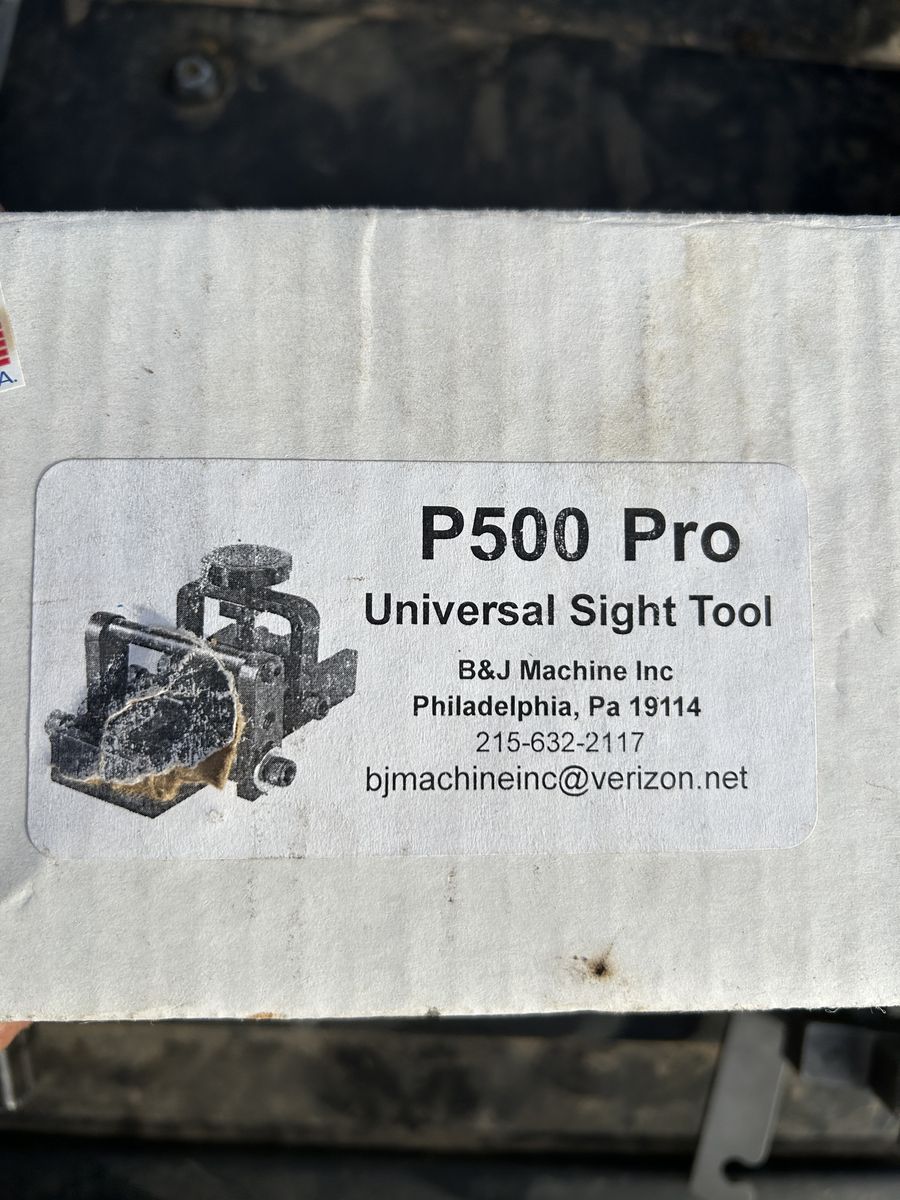 A.
P500 Pro
Universal Sight Tool
B&J Machine Inc
Philadelphia, Pa 19114
215-632-2117
bjmachineinc@verizon.net